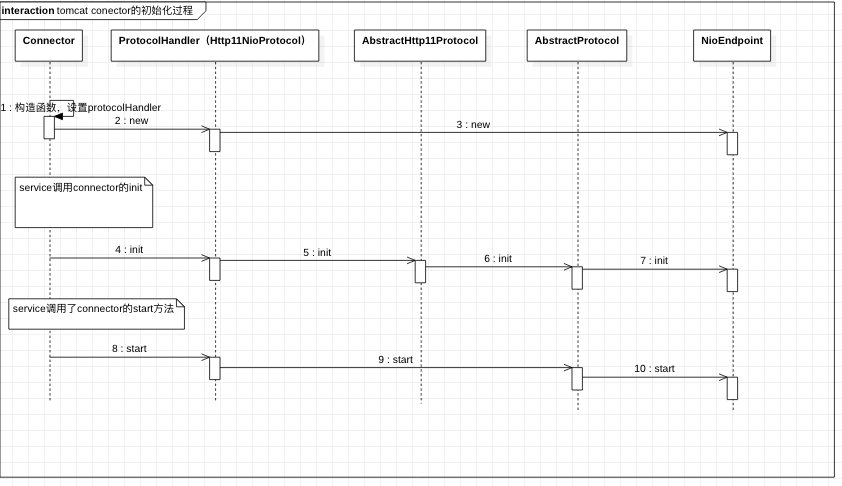 interaction tomcat conector的初始化过程
Connector
ProtocolHandler（Http11NioProtocol）
AbstractHttp11Protocol
AbstractProtocol
NioEndpoint
1 : 构造函数，设置protocolHandler
2 : new
3 : new
service调用connector的init
4 : init
5 : init
6 : init
7 : init
service调用了connector的start方法
8 : start
9 : start
10 : start